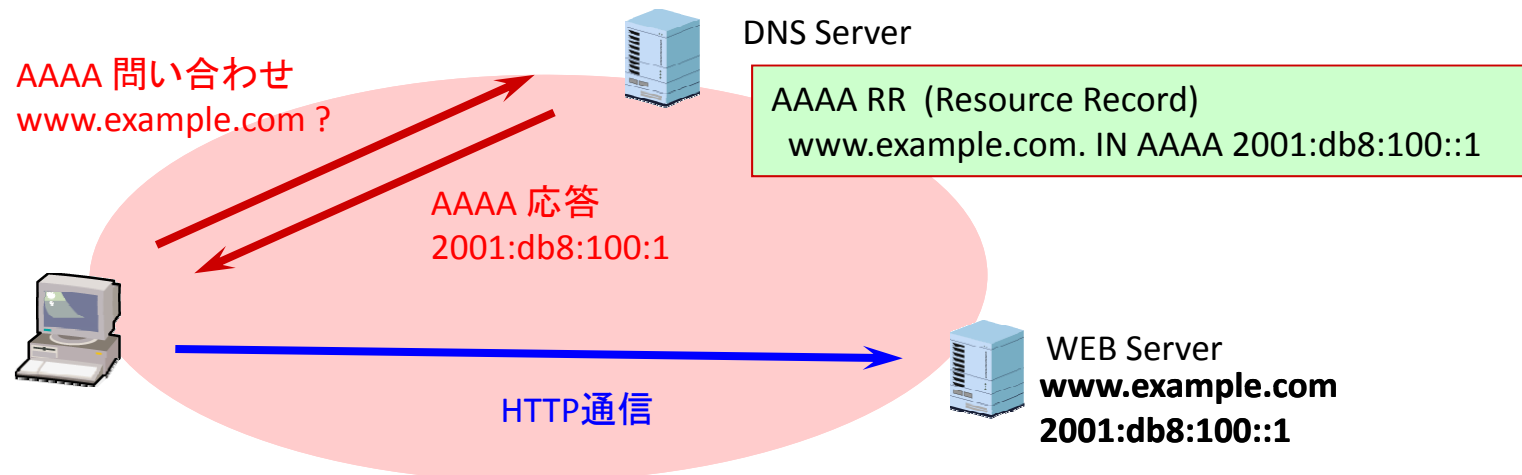 DNS Server
AAAA 問い合わせ
www.example.com ?
AAAA RR (Resource Record)
www.example.com. IN AAAA 2001:db8:100::1
AAAA 応答
2001:db8:100:1
WEB Server
www.example.com
2001:db8:100::1
HTTP通信